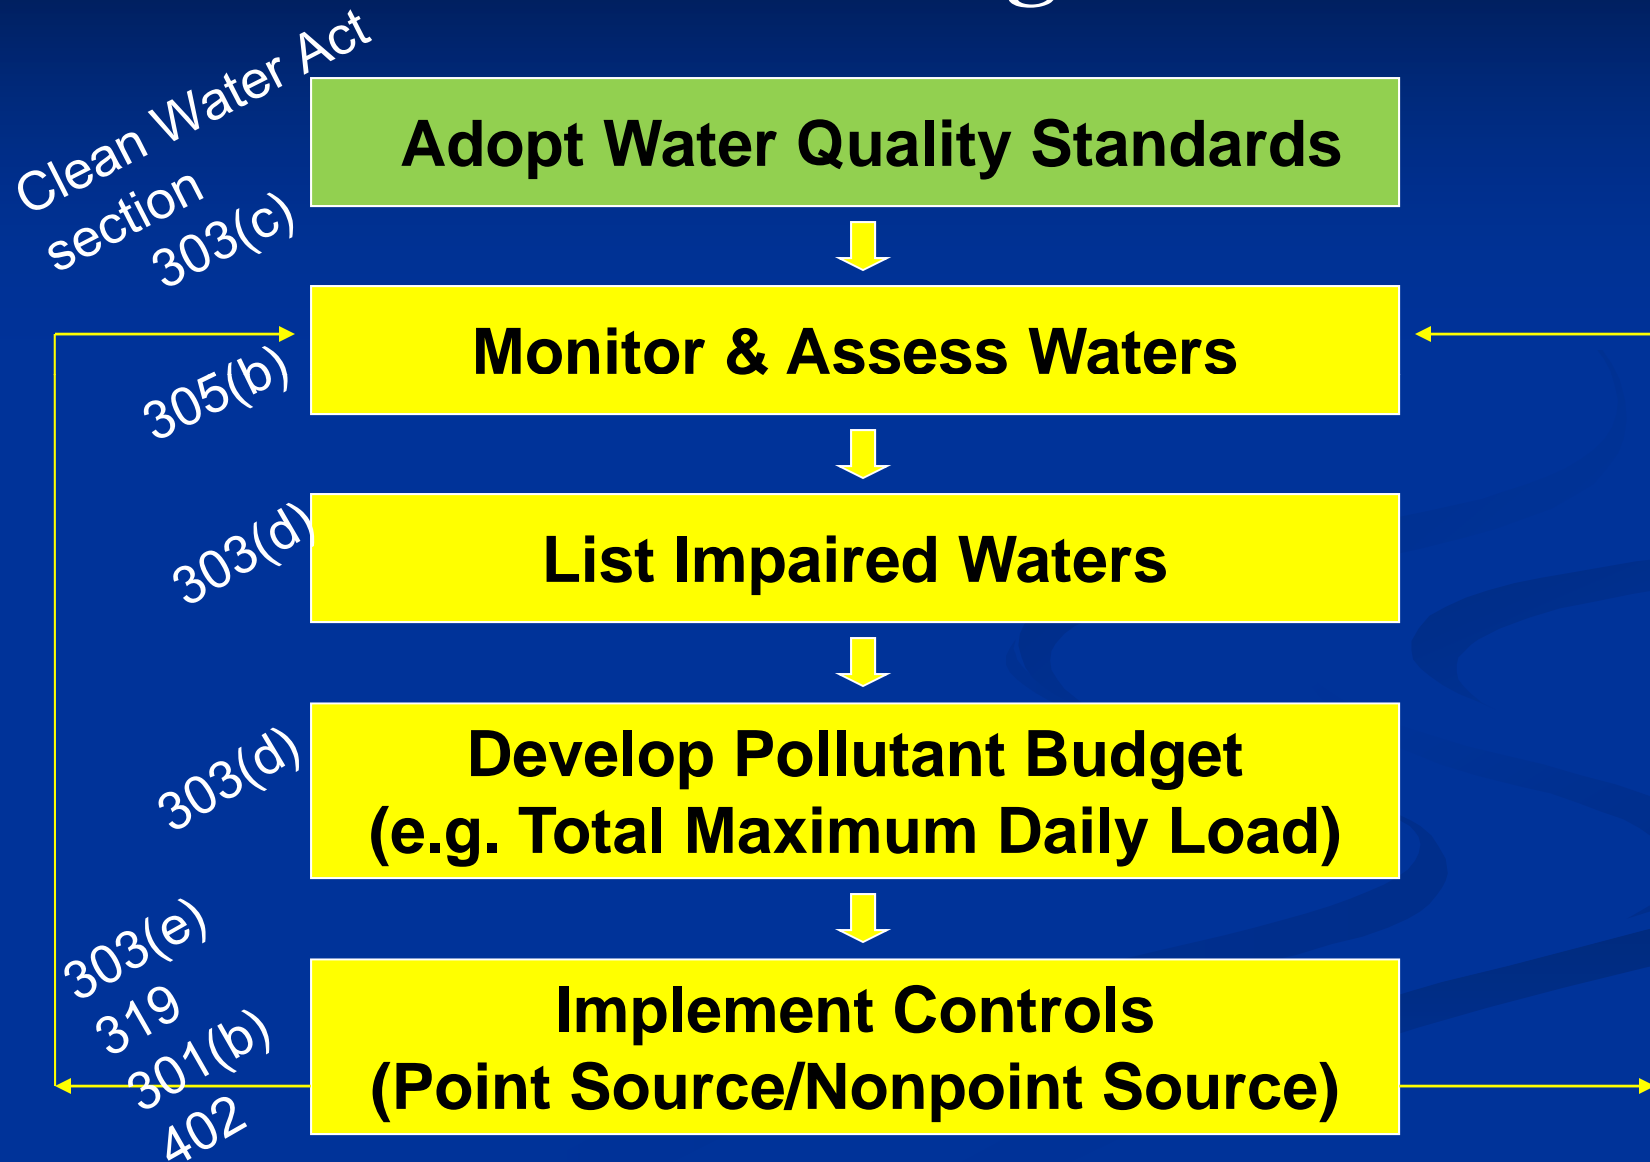 Clean Water Act
section
303(c)
Adopt Water Quality Standards
305(b)
Monitor & Assess Waters
303(d)
List Impaired Waters
303(d)
Develop Pollutant Budget
(e.g. Total Maximum Daily Load)
303(e)
319
301(b)
402
Implement Controls
(Point Source/Nonpoint Source)